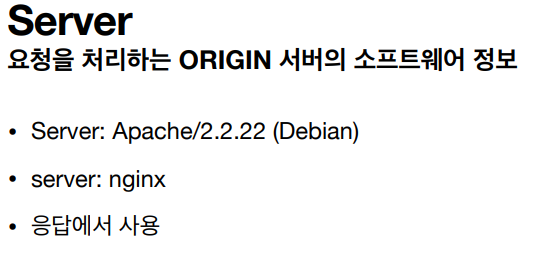 Server
요청을 처리하는 ORIGIN 서버의 소프트웨어 정보
• Server: Apache/2.2.22 (Debian)
• server: nginx
• 응답에서 사용